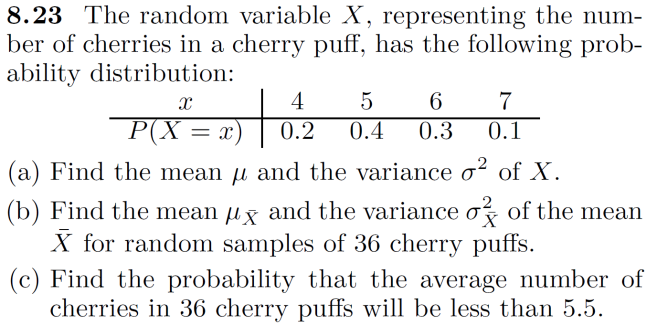 8.23 The random variable X, representing the num-
ber of cherries in a cherry puff, has the following prob-
ability distribution:
x 4 5 6 7
P(X = x) 0.2 0.4 0.3 0.1
(a) Find the mean μ and the variance σ² of X.
(b) Find the mean μ_X̄ and the variance σ²_X̄ of the mean
X̄ for random samples of 36 cherry puffs.
(c) Find the probability that the average number of
cherries in 36 cherry puffs will be less than 5.5.